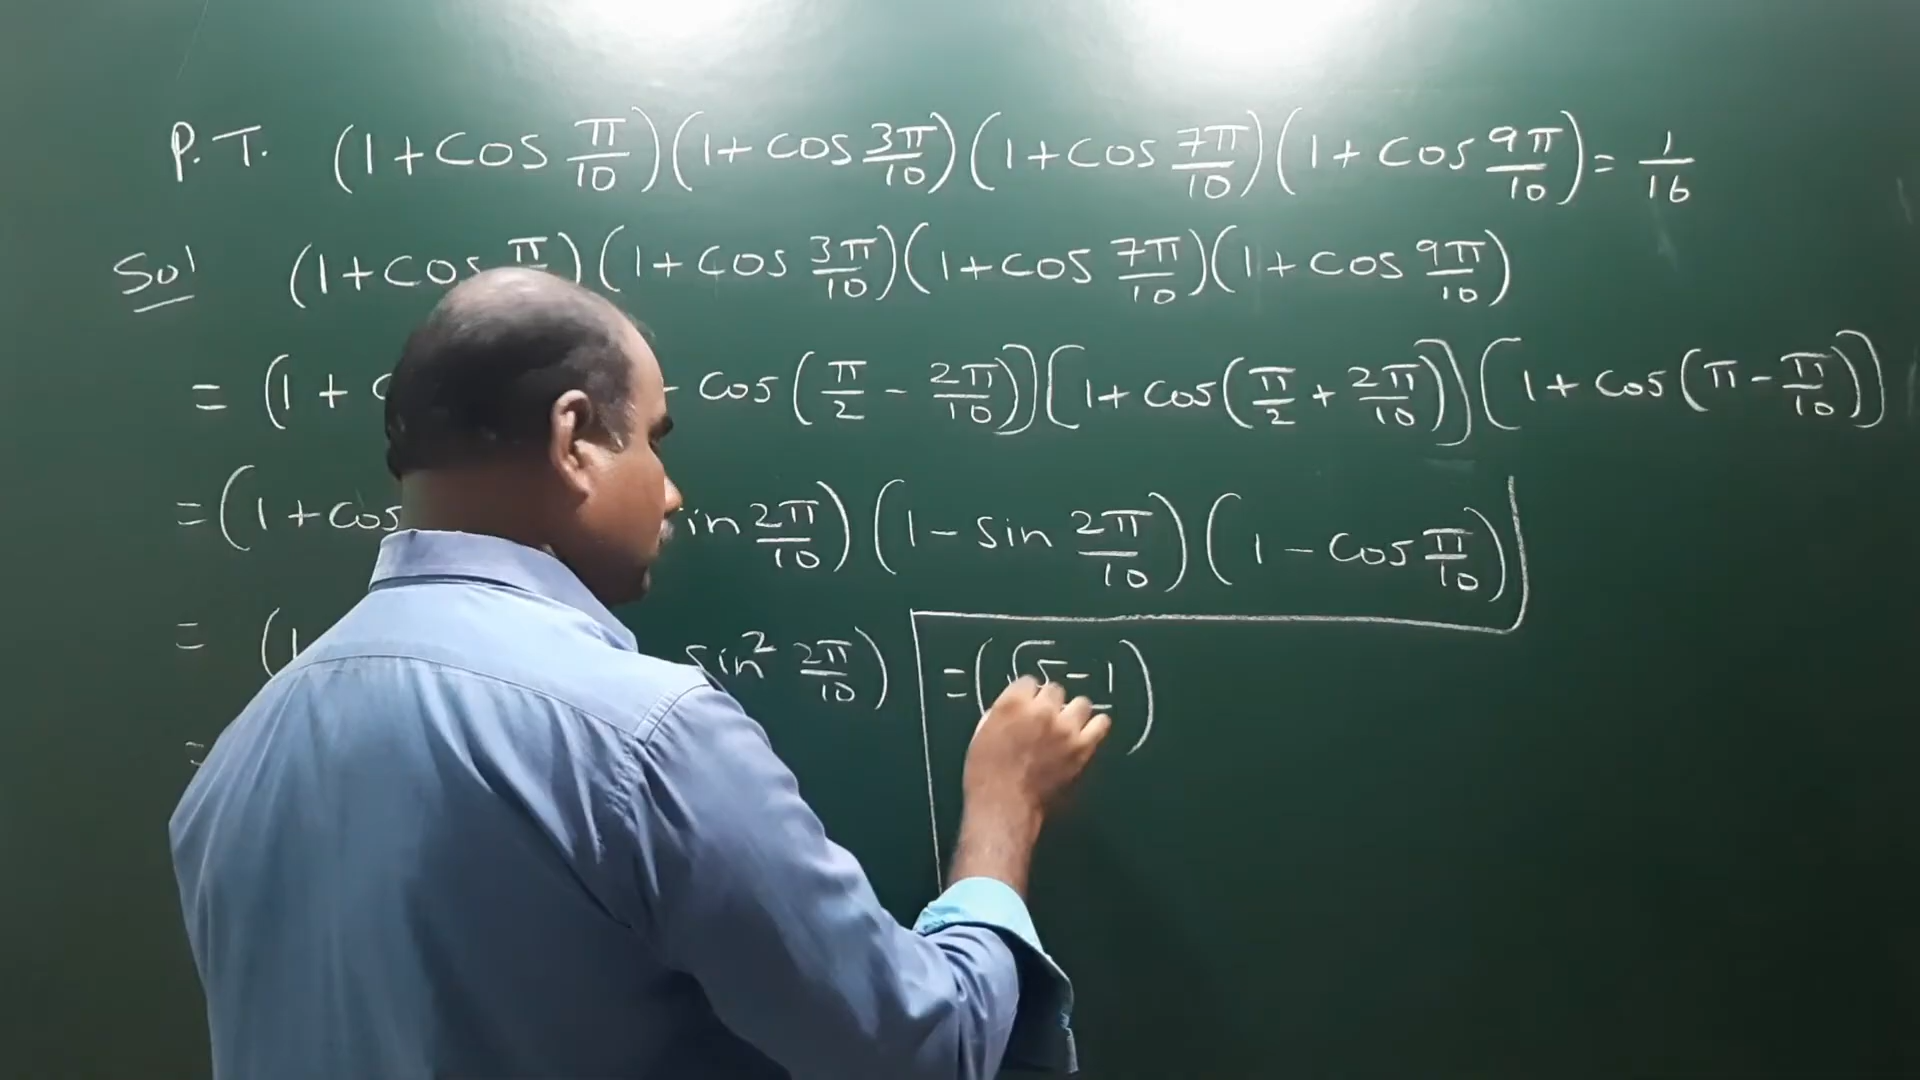 P.T. (1 + cos π/10)(1 + cos 3π/10)(1 + cos 7π/10)(1 + cos 9π/10) = 1/16
Sol (1 + cos π/)(1 + cos 3π/10)(1 + cos 7π/10)(1 + cos 9π/10)
= (1 + c cos(π/2 - 2π/10)][1 + cos(π/2 + 2π/10)][1 + cos(π - π/10)]
= (1 + cos in 2π/10)(1 - sin 2π/10)(1 - cos π/10)
= (1 sin² 2π/10)
=
= (√5 - 1)